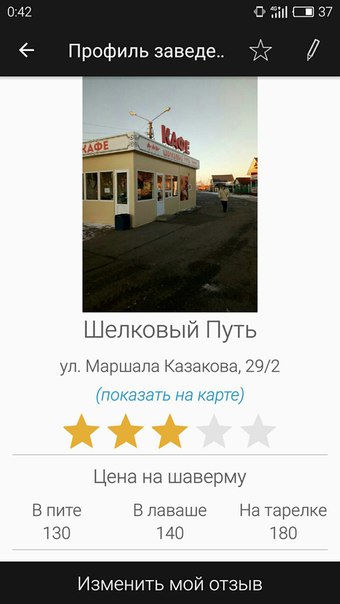 0:42
4G
37
Профиль заведе..
КАФЕ
КАФЕ
Шелковый Путь
ул. Маршала Казакова, 29/2
(показать на карте)
Цена на шаверму
В пите В лаваше На тарелке
130 140 180
Изменить мой отзыв